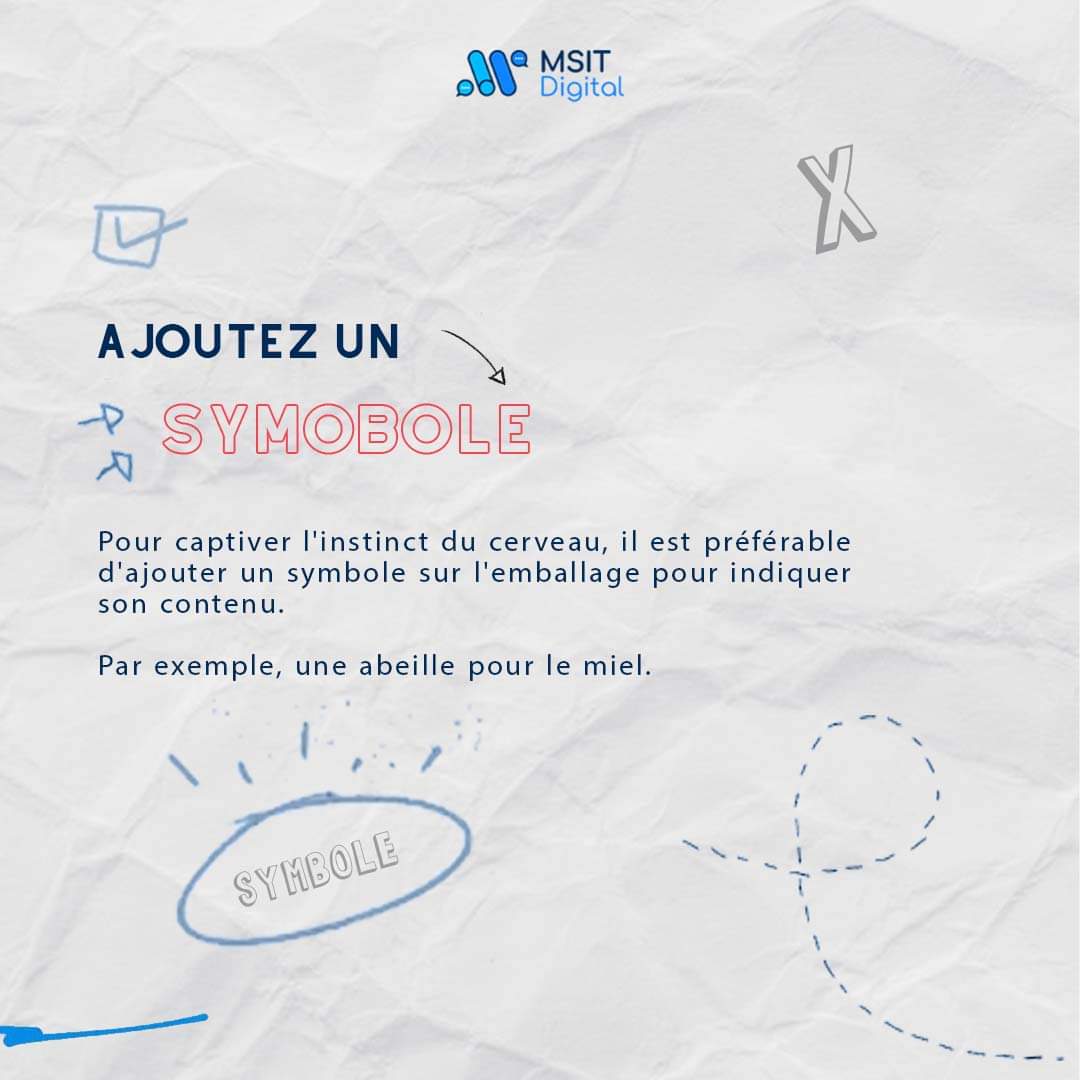 MSIT
Digital
X
AJOUTEZ UN
SYMOBOLE
Pour captiver l'instinct du cerveau, il est préférable
d'ajouter un symbole sur l'emballage pour indiquer
son contenu.
Par exemple, une abeille pour le miel.
SYMBOLE